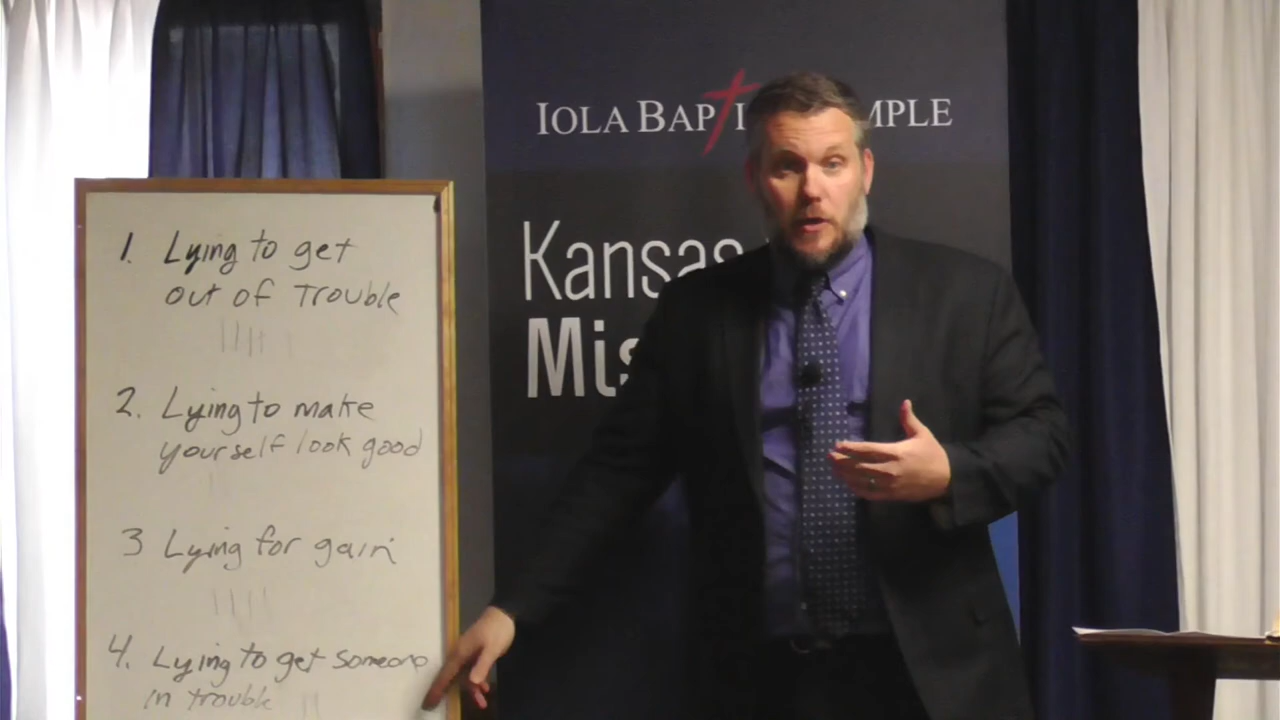 1. Lying to get
out of Trouble
2. Lying to make
yourself look good
3 Lying for gain
4. Lying to get someone
in trouble
IOLA BAPTI MPLE
Kansas
Mis